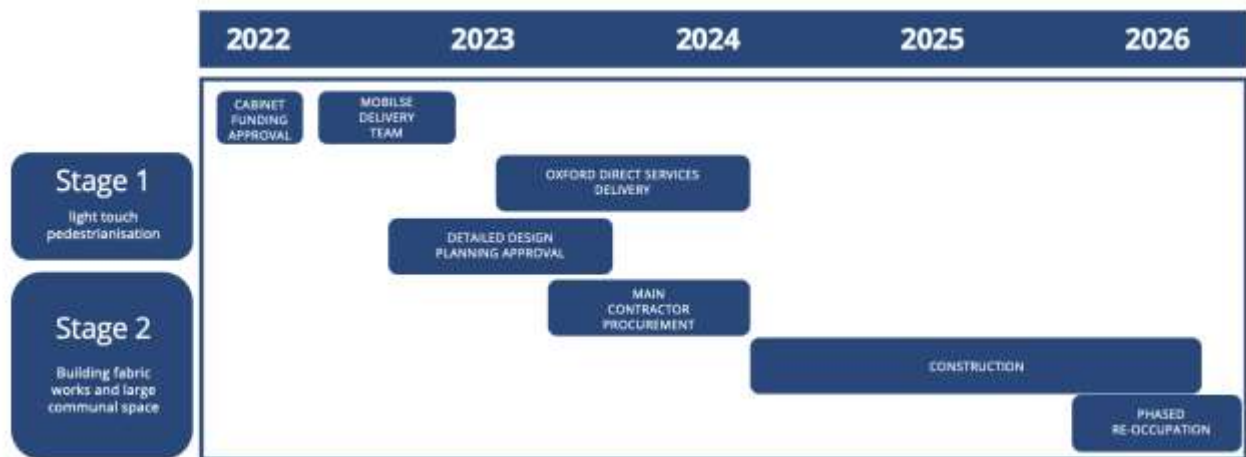 2022 2023 2024 2025 2026
CABINET
FUNDING
APPROVAL
MOBILSE
DELIVERY
TEAM
Stage 1
light touch
pedestrianisation
OXFORD DIRECT SERVICES
DELIVERY
DETAILED DESIGN
PLANNING APPROVAL
Stage 2
Building fabric
works and large
communal space
MAIN
CONTRACTOR
PROCUREMENT
CONSTRUCTION
PHASED
RE-OCCUPATION